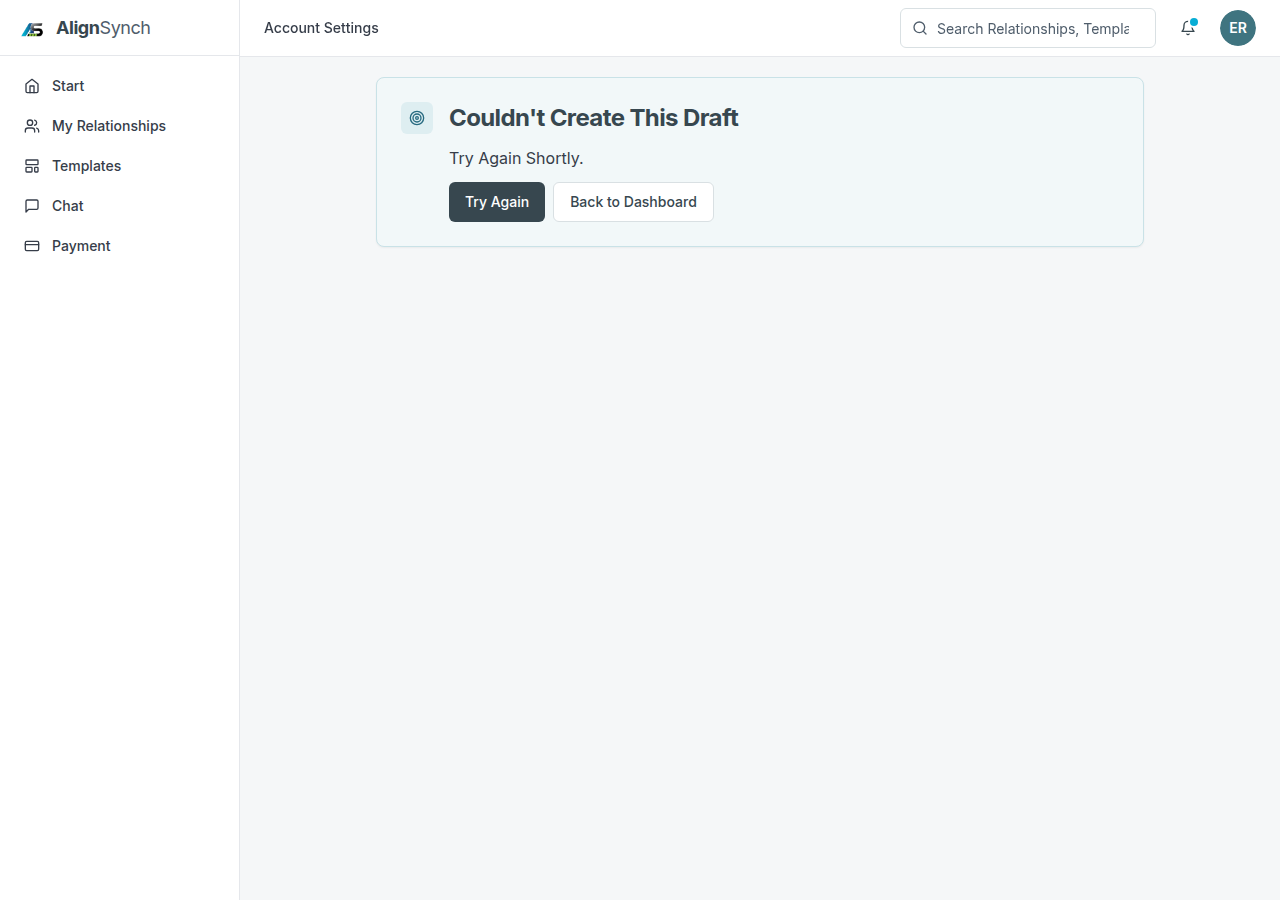 AlignSynch
Account Settings
Search Relationships, Templa
ER
Start
My Relationships
Templates
Chat
Payment
Couldn't Create This Draft
Try Again Shortly.
Try Again
Back to Dashboard